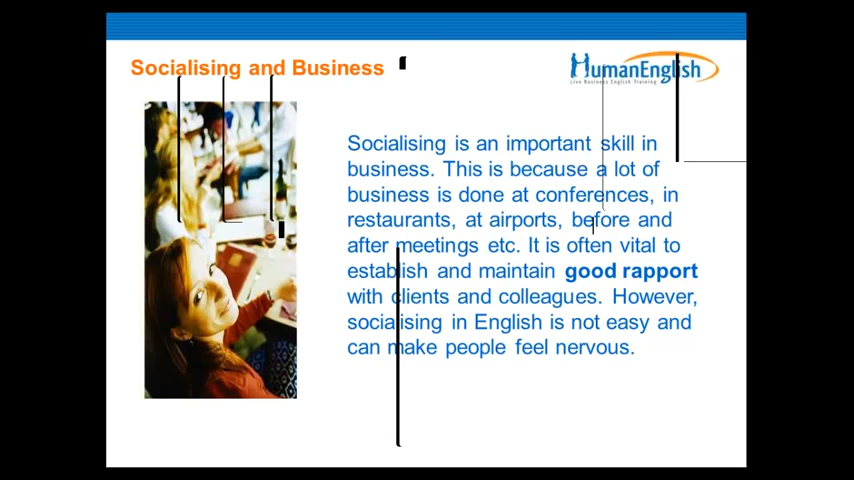 Socialising and Business
HumanEnglish
Live Business English Training
Socialising is an important skill in
business. This is because a lot of
business is done at conferences, in
restaurants, at airports, before and
after meetings etc. It is often vital to
establish and maintain good rapport
with clients and colleagues. However,
socialising in English is not easy and
can make people feel nervous.